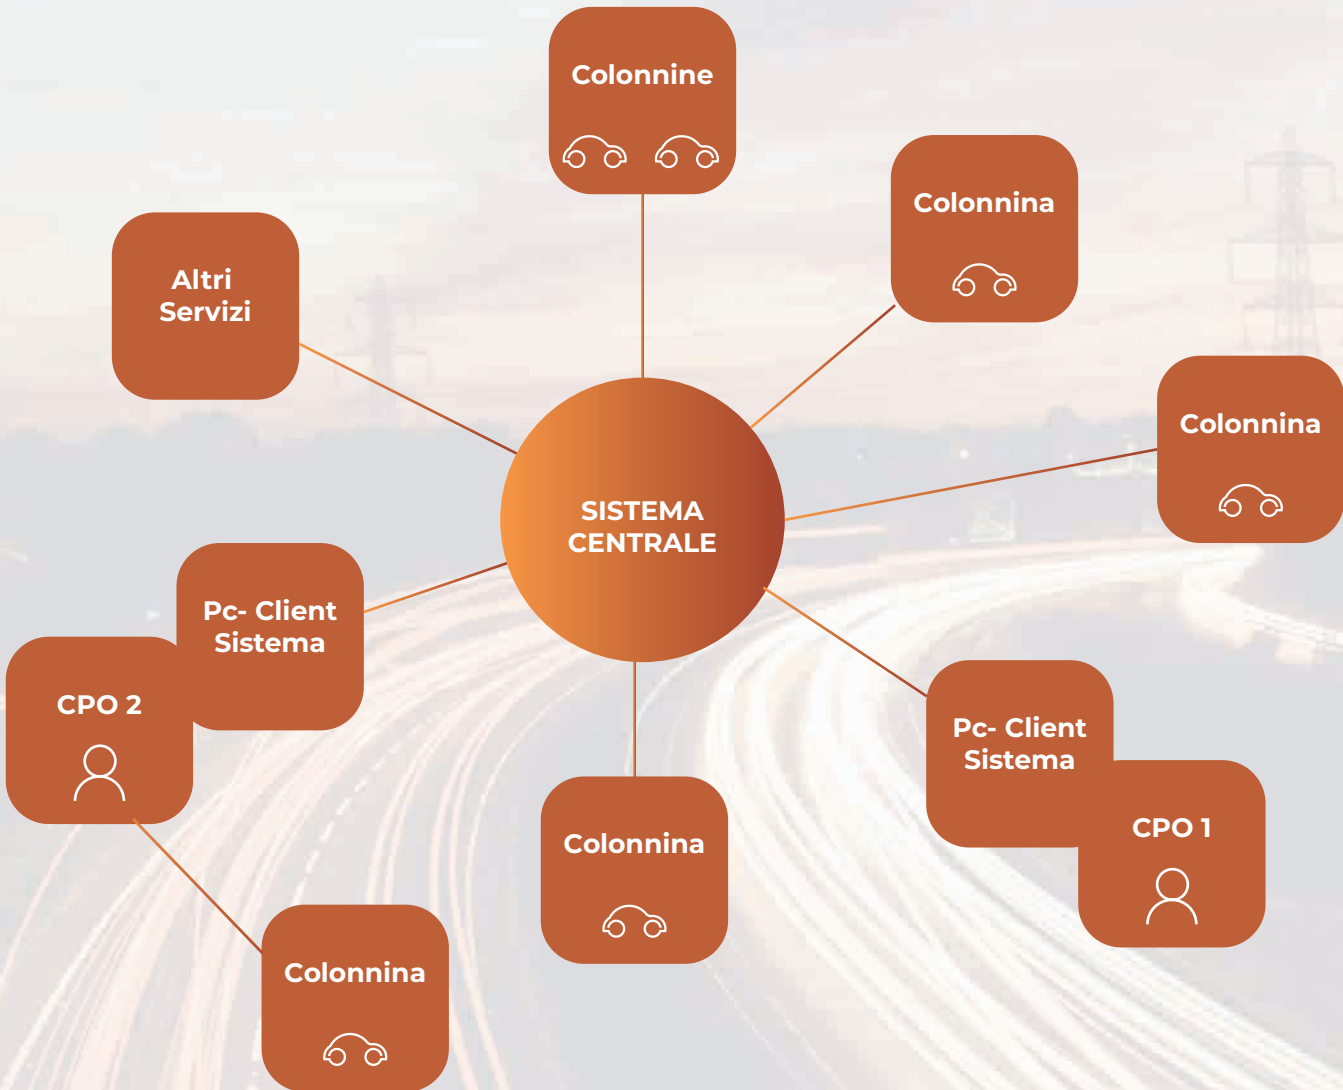 Colonnine
Colonnina
Altri
Servizi
Colonnina
SISTEMA
CENTRALE
Pc- Client
Sistema
CPO 2
Pc- Client
Sistema
CPO 1
Colonnina
Colonnina